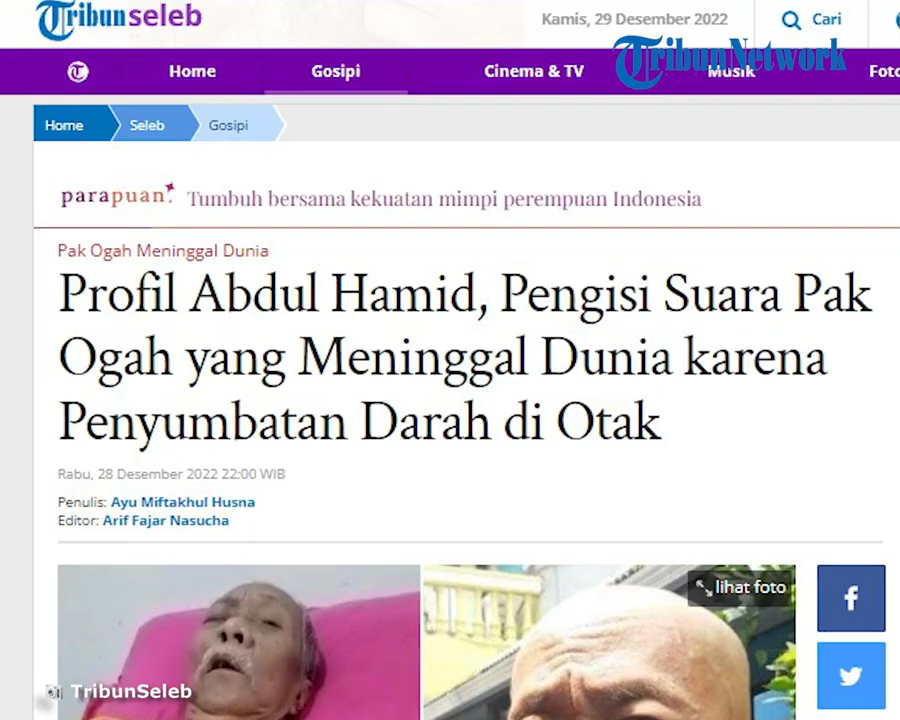 Tribunseleb
Kamis, 29 Desember 2022
Cari
TribunNetwork
Home
Gosipi
Cinema & TV
Musik
Foto
Home
Seleb
Gosipi
parapuan.
Tumbuh bersama kekuatan mimpi perempuan Indonesia
Pak Ogah Meninggal Dunia
Profil Abdul Hamid, Pengisi Suara Pak
Ogah yang Meninggal Dunia karena
Penyumbatan Darah di Otak
Rabu, 28 Desember 2022 22:00 WIB
Penulis: Ayu Miftakhul Husna
Editor: Arif Fajar Nasucha
lihat foto
TribunSeleb